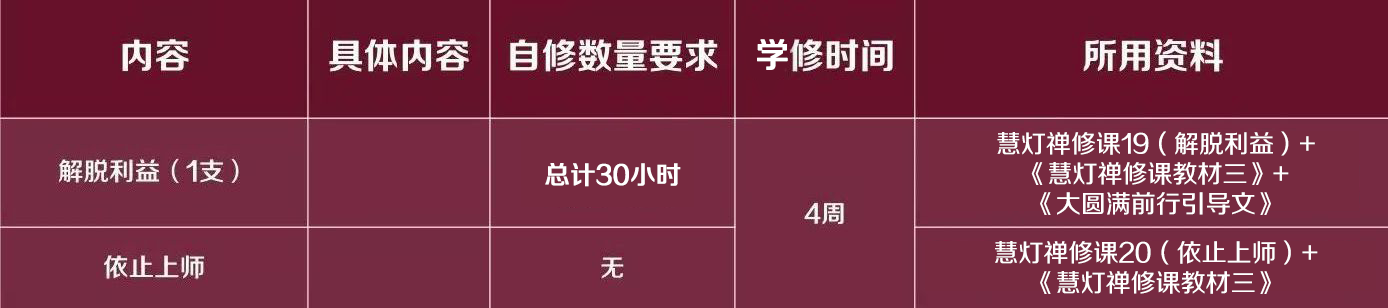 内容
具体内容
自修数量要求
学修时间
所用资料
解脱利益（1支）
总计30小时
4周
慧灯禅修课19（解脱利益）+
《慧灯禅修课教材三》+
《大圆满前行引导文》
依止上师
无
慧灯禅修课20（依止上师）+
《慧灯禅修课教材三》